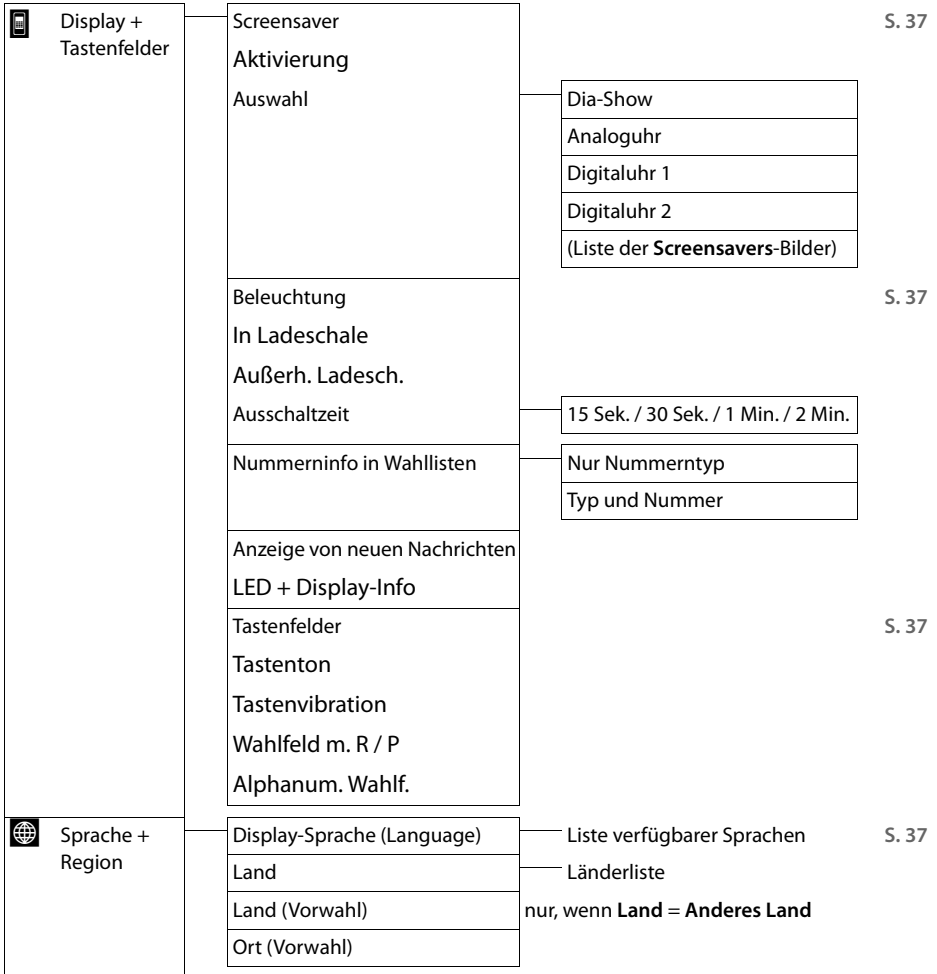 Display +
Tastenfelder
Screensaver
S. 37
Aktivierung
Auswahl
Dia-Show
Analoguhr
Digitaluhr 1
Digitaluhr 2
(Liste der Screensavers-Bilder)
Beleuchtung
S. 37
In Ladeschale
Außerh. Ladesch.
Ausschaltzeit
15 Sek. / 30 Sek. / 1 Min. / 2 Min.
Nummerninfo in Wahllisten
Nur Nummerntyp
Typ und Nummer
Anzeige von neuen Nachrichten
LED + Display-Info
Tastenfelder
S. 37
Tastenton
Tastenvibration
Wahlfeld m. R / P
Alphanum. Wahlf.
Sprache +
Region
Display-Sprache (Language)
Liste verfügbarer Sprachen
S. 37
Land
Länderliste
Land (Vorwahl)
nur, wenn Land = Anderes Land
Ort (Vorwahl)